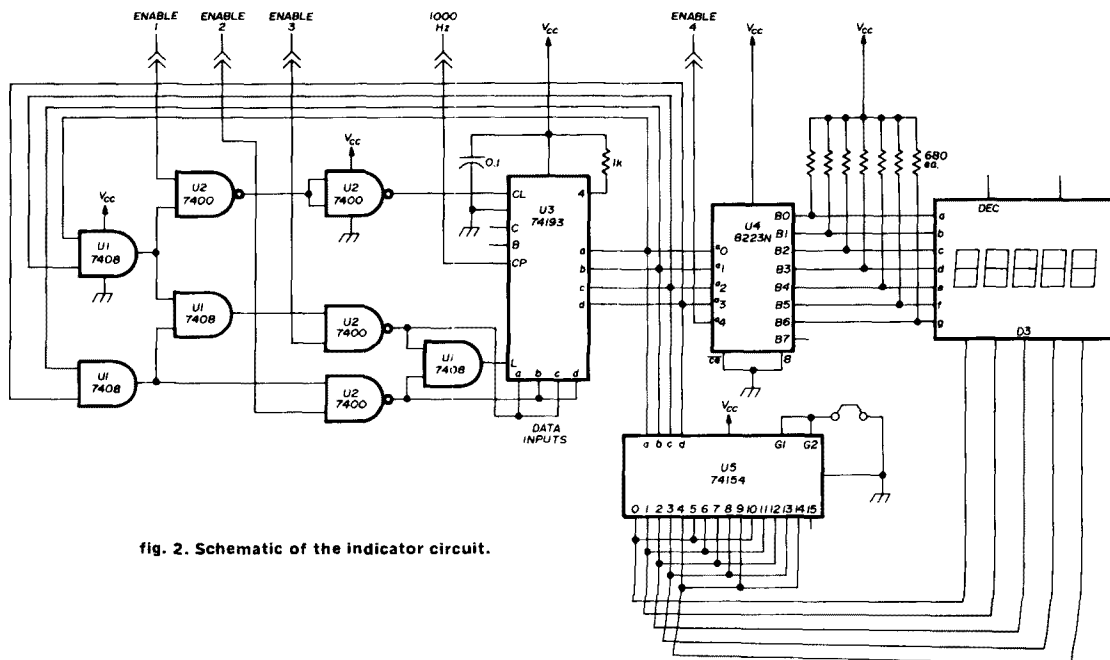 ENABLE
1
ENABLE
2
ENABLE
3
1000
Hz
VCC
ENABLE
4
VCC
VCC
VCC
U2
7400
VCC
U2
7400
0.1
1k
680
ea.
VCC
U1
7408
CL
4
C
B
CP
U3
74193
a
b
c
d
L
a b c d
DATA
INPUTS
U1
7408
U2
7400
U1
7408
U1
7408
U2
7400
U4
8223N
a0
a1
a2
a3
a4
B0
B1
B2
B3
B4
B5
B6
B7
CE
8
DEC
a
b
c
d
e
f
g
D3
VCC
a b c d
G1 G2
U5
74154
0 1 2 3 4 5 6 7 8 9 10 11 12 13 14 15
fig. 2. Schematic of the indicator circuit.